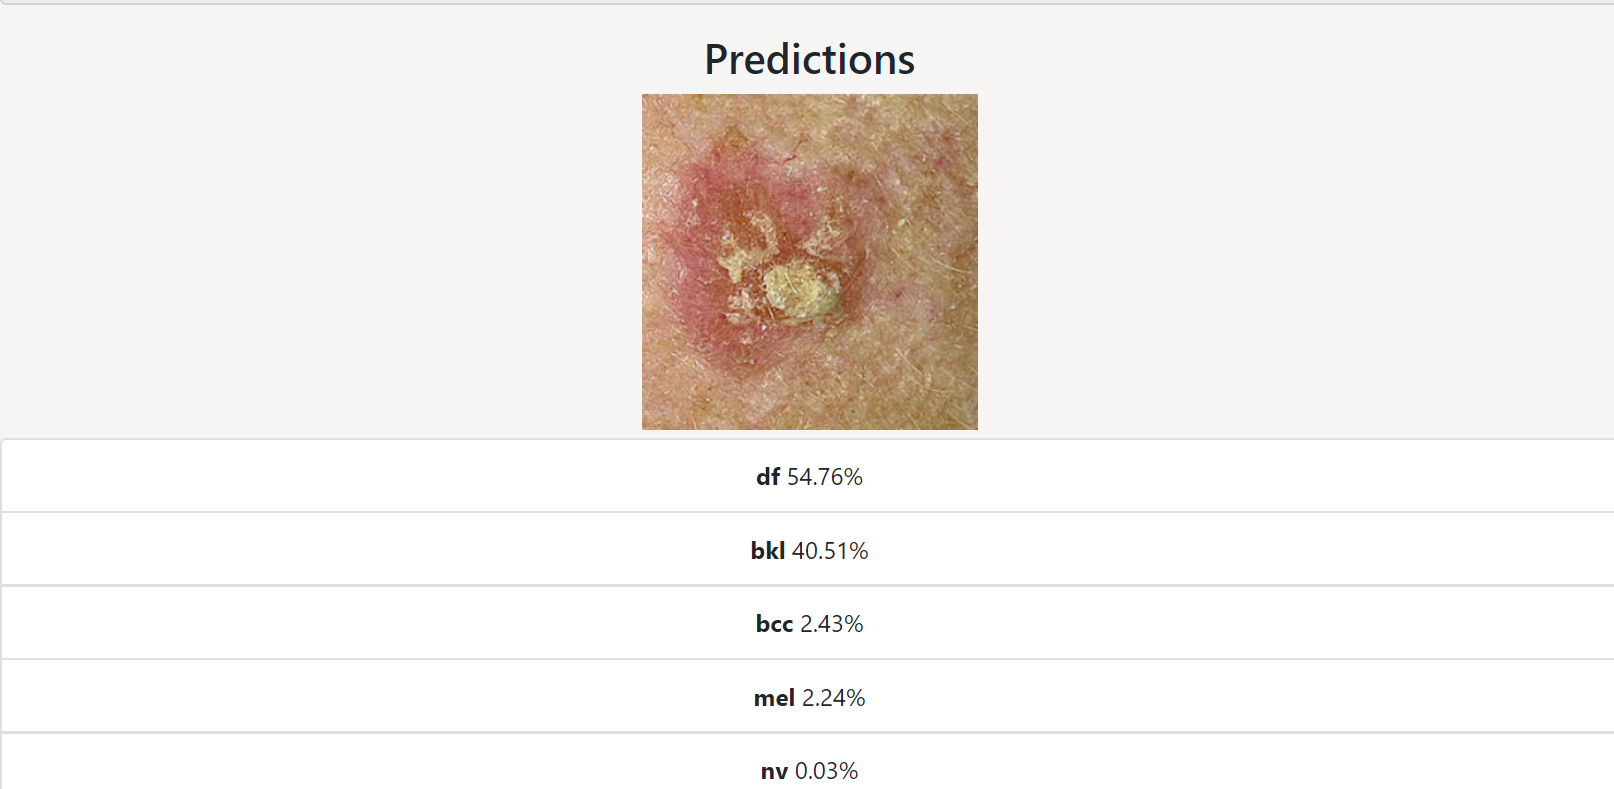 Predictions
df 54.76%
bkl 40.51%
bcc 2.43%
mel 2.24%
nv 0.03%